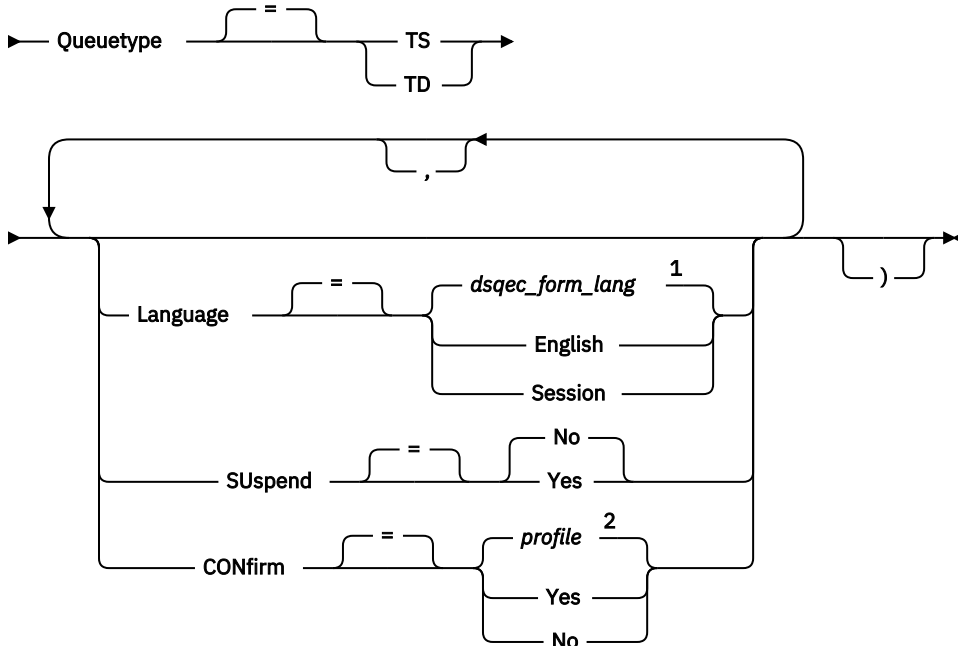 =
Queuetype TS
TD
,
)
= dsqec_form_lang 1
Language
English
Session
No
=
SUspend Yes
profile 2
=
CONfirm
Yes
No